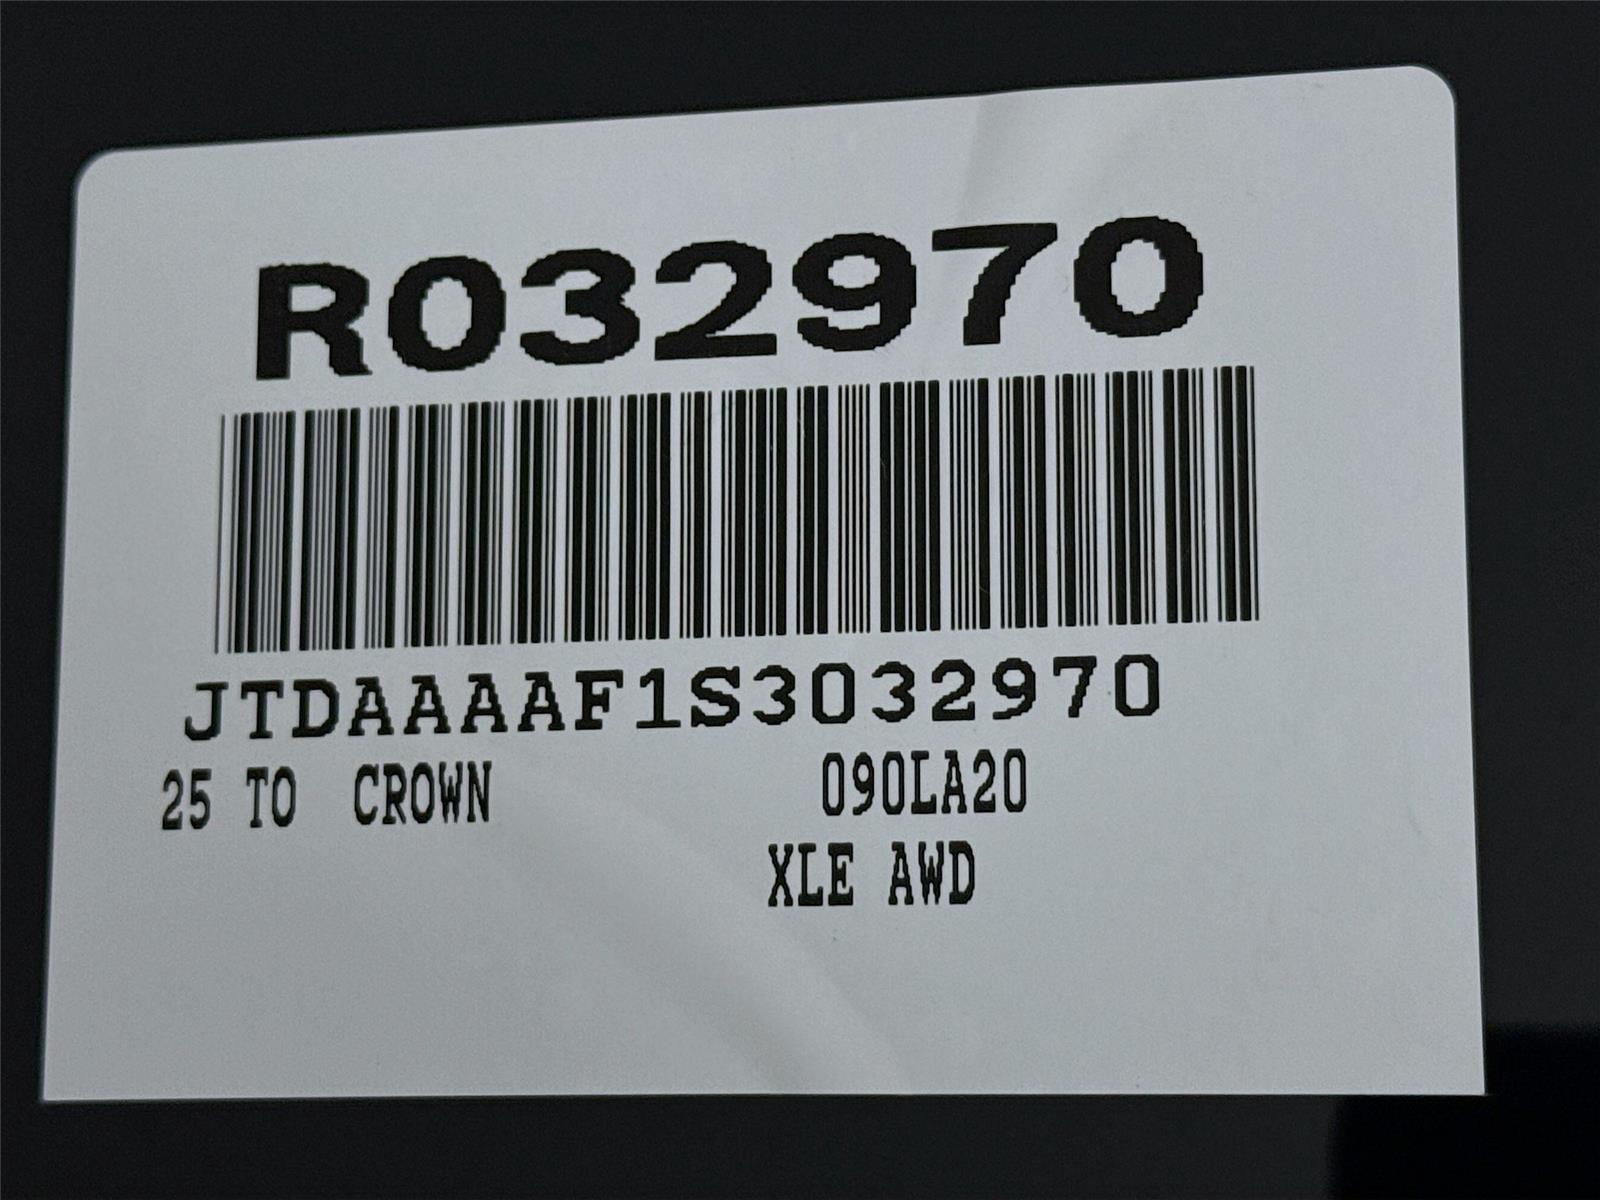 R032970
JTDAAAAF1S3032970
25 TO CROWN 090LA20
XLE AWD